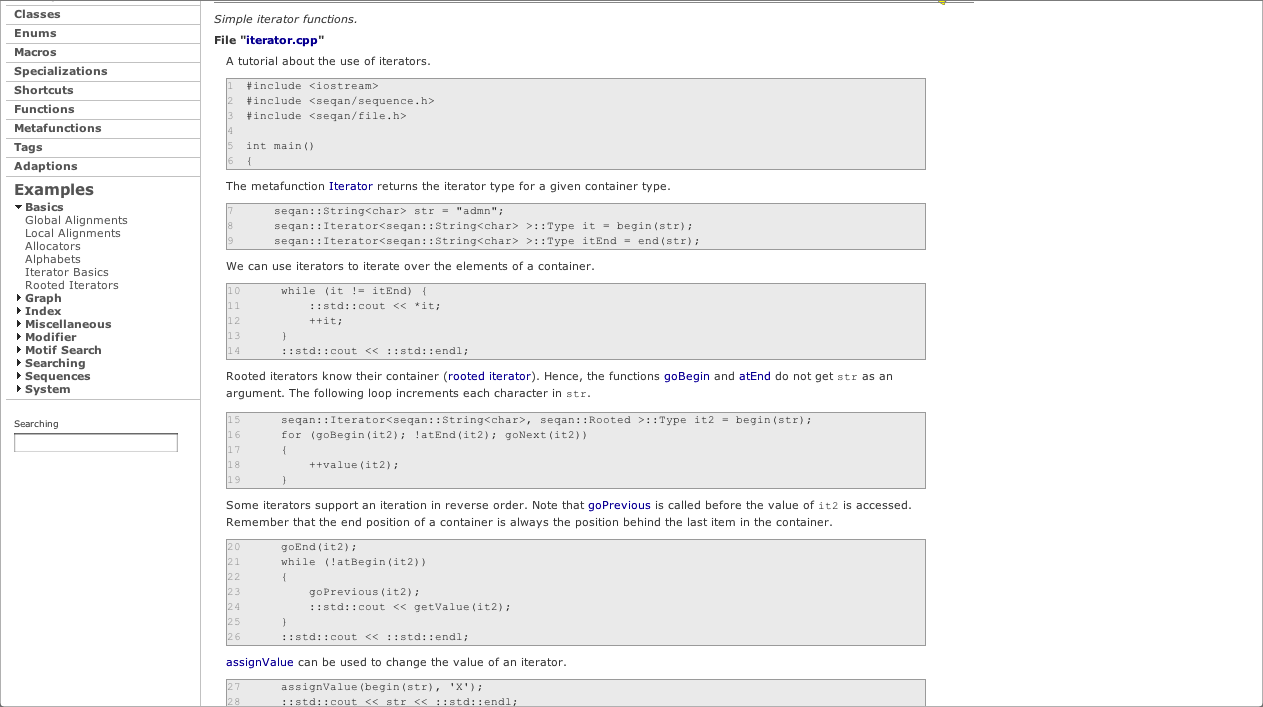 Classes
Enums
Macros
Specializations
Shortcuts
Functions
Metafunctions
Tags
Adaptions
Examples
Basics
Global Alignments
Local Alignments
Allocators
Alphabets
Iterator Basics
Rooted Iterators
Graph
Index
Miscellaneous
Modifier
Motif Search
Searching
Sequences
System
Searching
Simple iterator functions.
File "iterator.cpp"
A tutorial about the use of iterators.
1 #include <iostream>
2 #include <seqan/sequence.h>
3 #include <seqan/file.h>
4
5 int main()
6 {
The metafunction Iterator returns the iterator type for a given container type.
7 seqan::String<char> str = "admn";
8 seqan::Iterator<seqan::String<char> >::Type it = begin(str);
9 seqan::Iterator<seqan::String<char> >::Type itEnd = end(str);
We can use iterators to iterate over the elements of a container.
10 while (it != itEnd) {
11 ::std::cout << *it;
12 ++it;
13 }
14 ::std::cout << ::std::endl;
Rooted iterators know their container (rooted iterator). Hence, the functions goBegin and atEnd do not get str as an
argument. The following loop increments each character in str.
15 seqan::Iterator<seqan::String<char>, seqan::Rooted >::Type it2 = begin(str);
16 for (goBegin(it2); !atEnd(it2); goNext(it2))
17 {
18 ++value(it2);
19 }
Some iterators support an iteration in reverse order. Note that goPrevious is called before the value of it2 is accessed.
Remember that the end position of a container is always the position behind the last item in the container.
20 goEnd(it2);
21 while (!atBegin(it2))
22 {
23 goPrevious(it2);
24 ::std::cout << getValue(it2);
25 }
26 ::std::cout << ::std::endl;
assignValue can be used to change the value of an iterator.
27 assignValue(begin(str), 'X');
28 ::std::cout << str << ::std::endl;